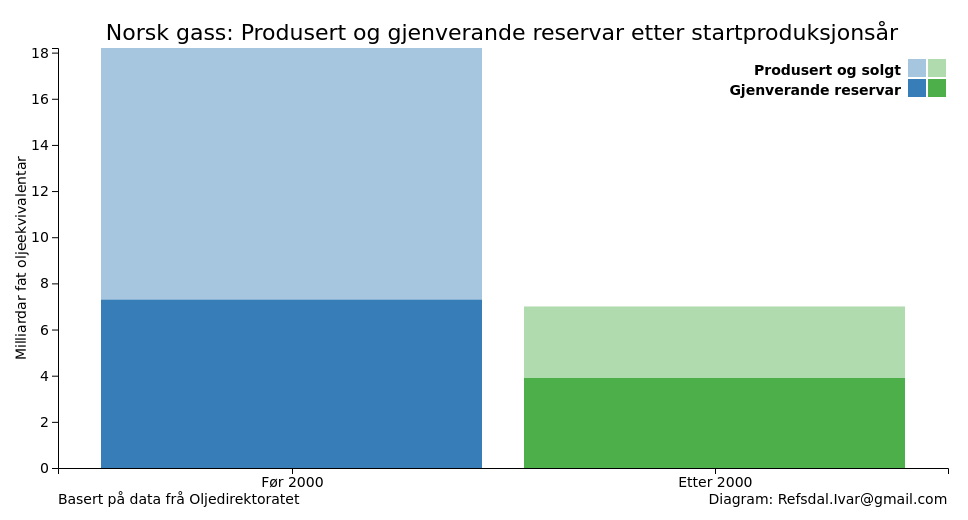 Norsk gass: Produsert og gjenverande reservar etter startproduksjonsår
Produsert og solgt
Gjenverande reservar
Milliardar fat oljeekvivalentar
18
16
14
12
10
8
6
4
2
0
Før 2000
Etter 2000
Basert på data frå Oljedirektoratet
Diagram: Refsdal.Ivar@gmail.com